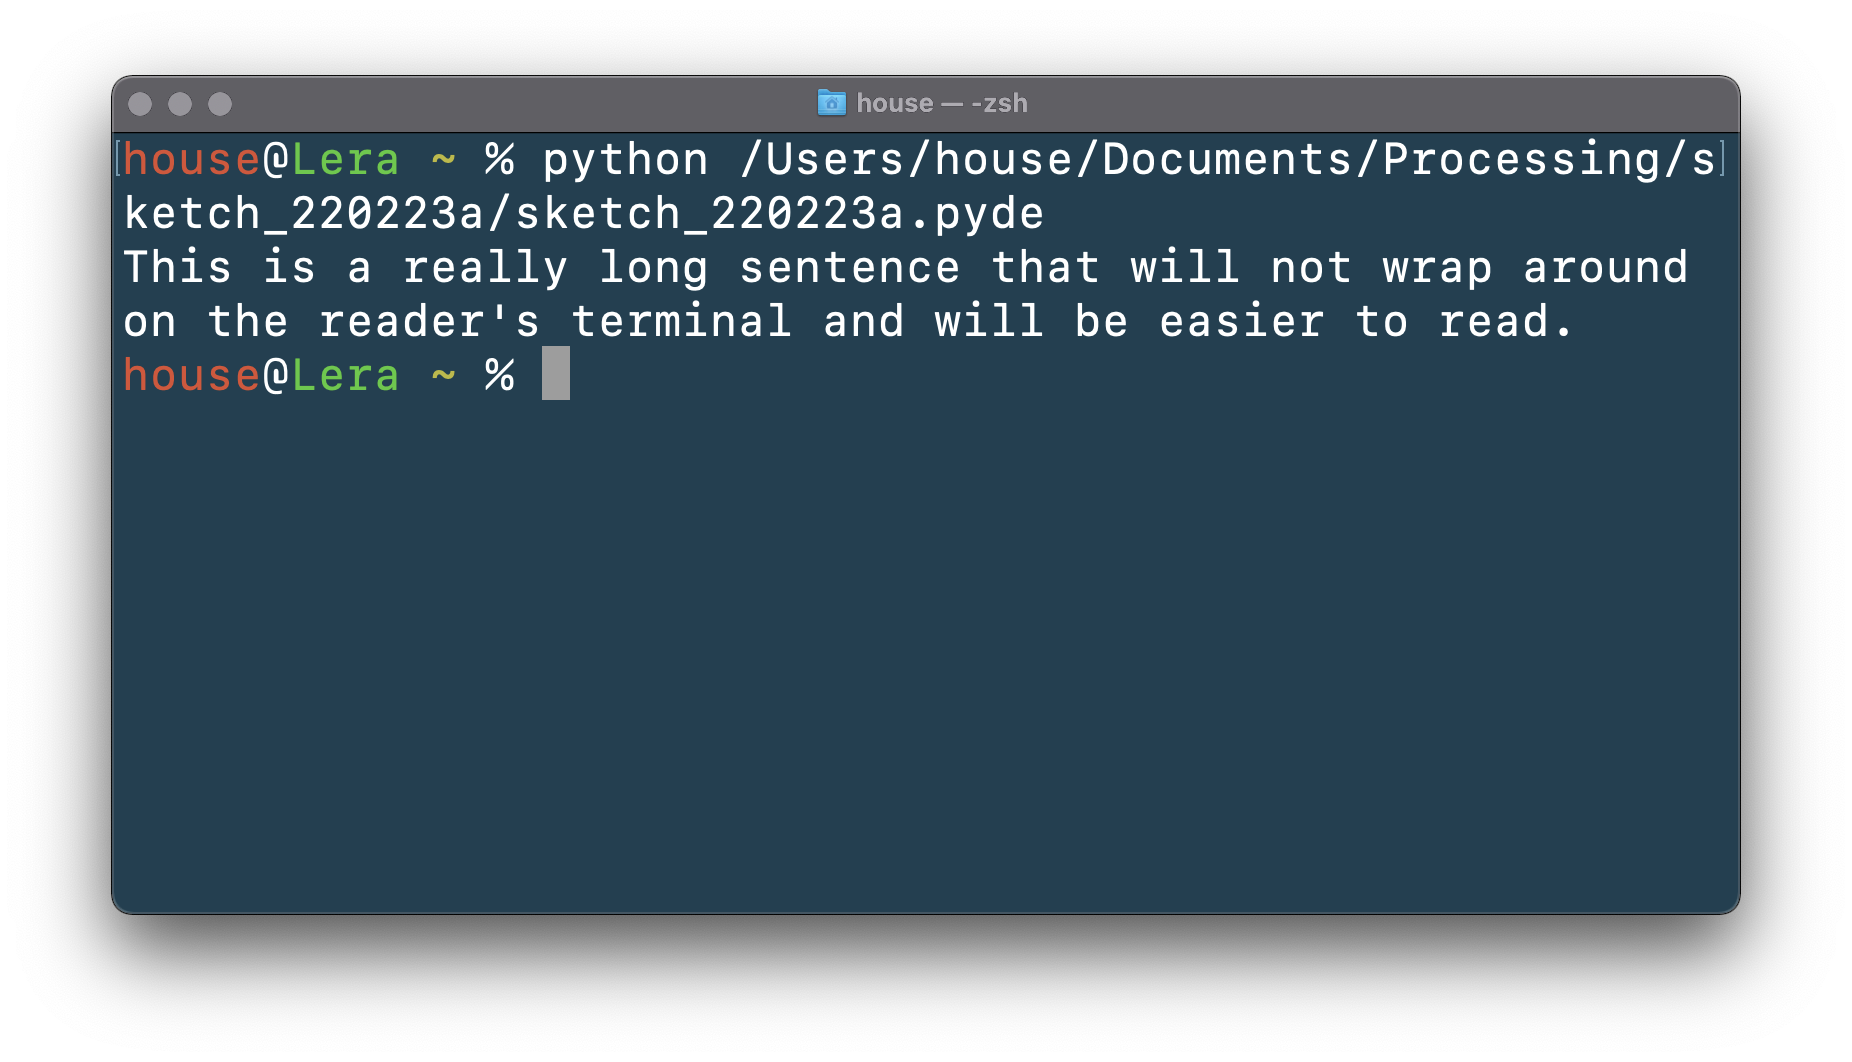 house — -zsh
house@Lera ~ % python /Users/house/Documents/Processing/s
ketch_220223a/sketch_220223a.pyde
This is a really long sentence that will not wrap around
on the reader's terminal and will be easier to read.
house@Lera ~ %